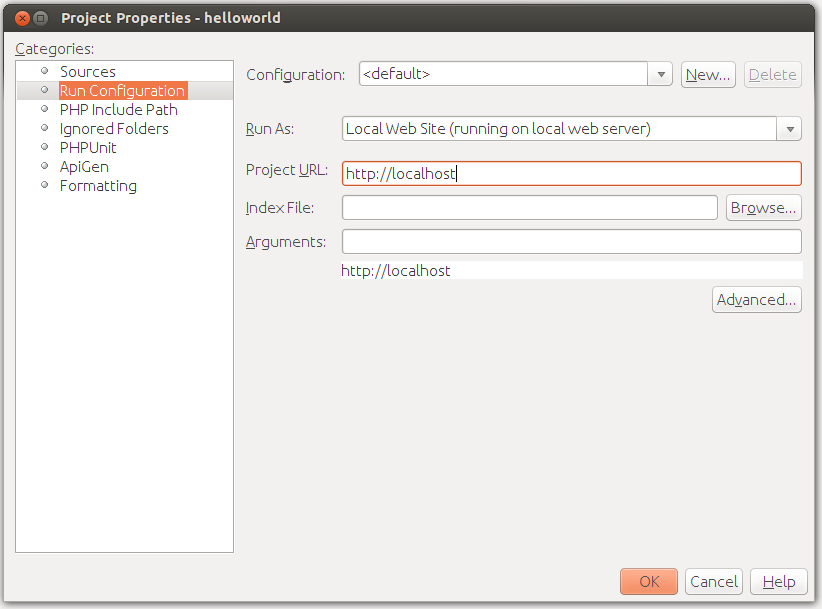 Project Properties - helloworld
Categories:
Sources
Run Configuration
PHP Include Path
Ignored Folders
PHPUnit
ApiGen
Formatting
Configuration: <default> New... Delete
Run As: Local Web Site (running on local web server)
Project URL: http://localhost
Index File: Browse...
Arguments:
http://localhost
Advanced...
OK Cancel Help